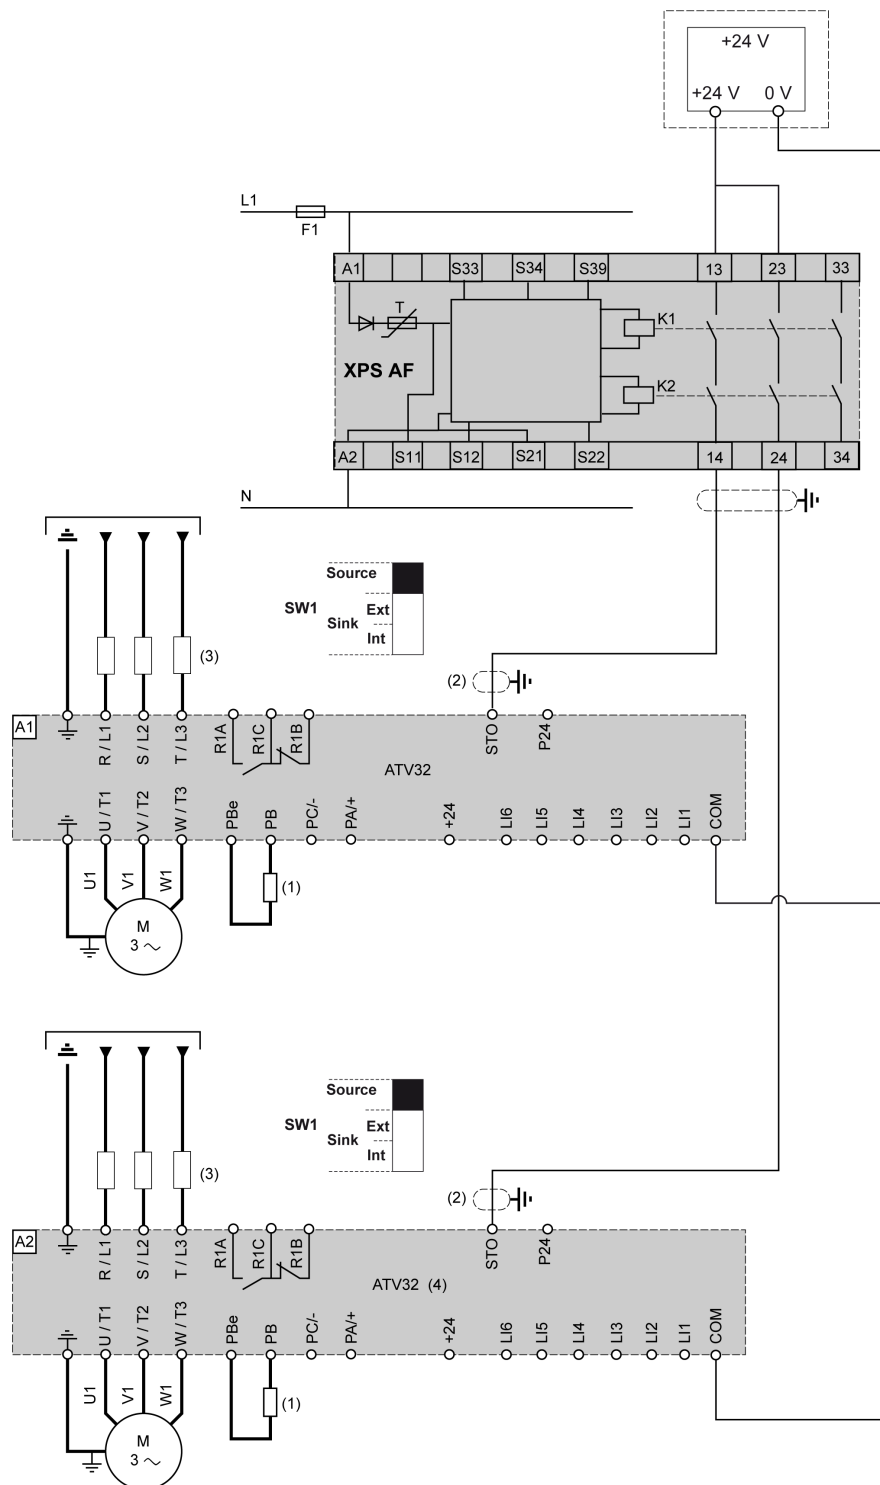 +24 V
+24 V 0 V
L1
F1
A1 S33 S34 S39 13 23 33
T
K1
XPS AF
K2
A2 S11 S12 S21 S22 14 24 34
N
Source
SW1
Ext
Sink
Int
(3)
(2)
A1
R / L1 S / L2 T / L3 R1A R1C R1B STO P24
ATV32
U / T1 V / T2 W / T3 PBe PB PC/- PA/+ +24 LI6 LI5 LI4 LI3 LI2 LI1 COM
U1 V1 W1
(1)
M
3
Source
SW1
Ext
Sink
Int
(3)
(2)
A2
R / L1 S / L2 T / L3 R1A R1C R1B STO P24
ATV32 (4)
U / T1 V / T2 W / T3 PBe PB PC/- PA/+ +24 LI6 LI5 LI4 LI3 LI2 LI1 COM
U1 V1 W1
(1)
M
3